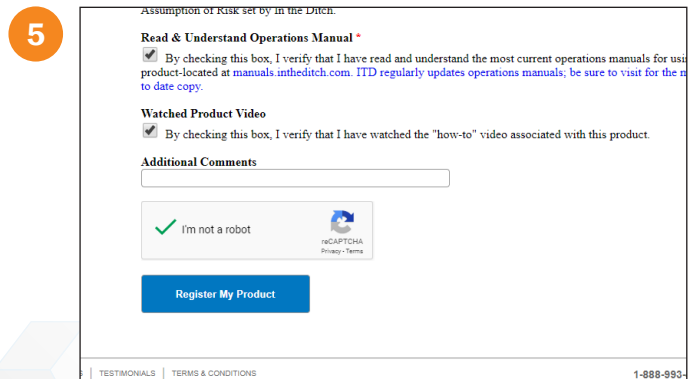 5
Assumption of Risk set by In the Ditch.
Read & Understand Operations Manual *
By checking this box, I verify that I have read and understand the most current operations manuals for
product-located at manuals.intheditch.com. ITD regularly updates operations manuals; be sure to visit for the
to date copy.
Watched Product Video
By checking this box, I verify that I have watched the "how-to" video associated with this product.
Additional Comments
I'm not a robot
reCAPTCHA
Privacy - Terms
Register My Product
| TESTIMONIALS | TERMS & CONDITIONS
1-888-993-